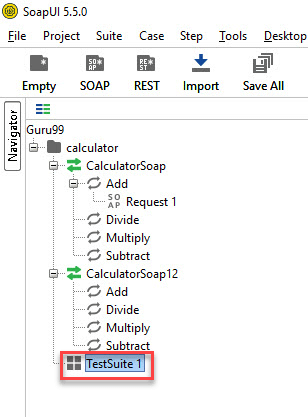 SoapUI 5.5.0
File Project Suite Case Step Tools Desktop
Empty SOAP REST Import Save All
Navigator
Guru99
calculator
CalculatorSoap
Add
Request 1
Divide
Multiply
Subtract
CalculatorSoap12
Add
Divide
Multiply
Subtract
TestSuite 1